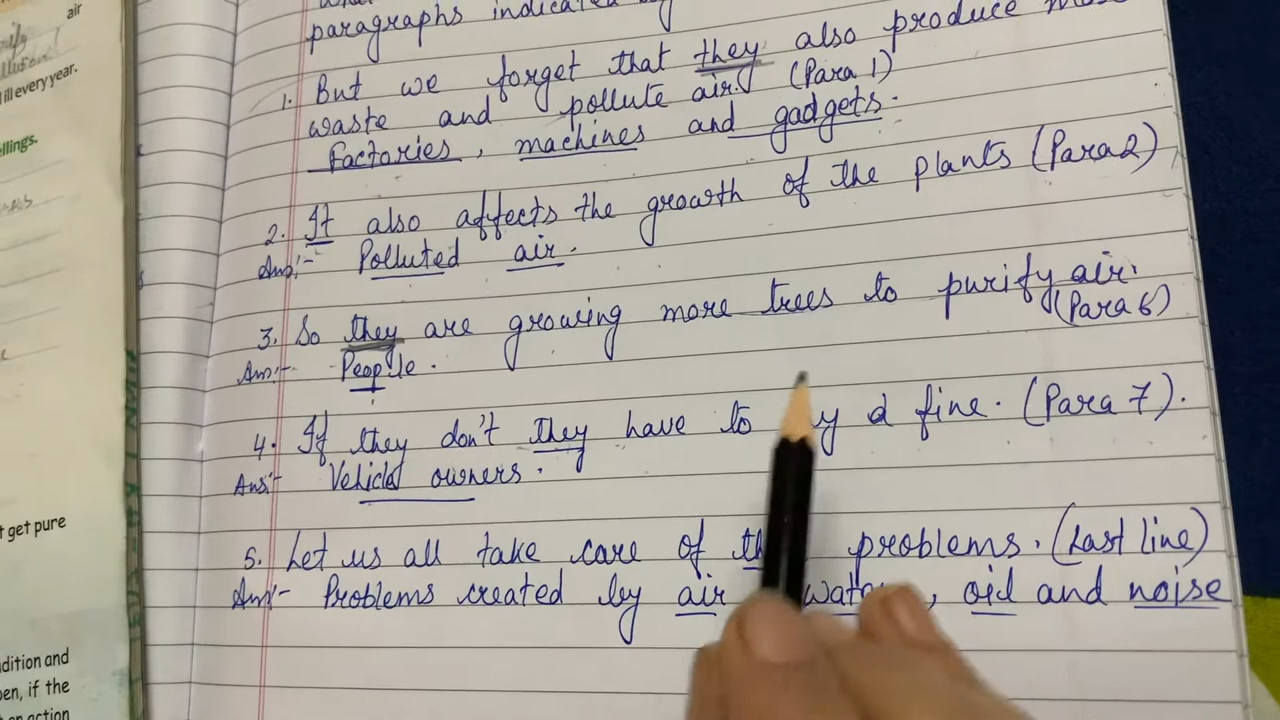 air
ill every year.
llings.
t get pure
dition and
en, if the
on action
paragraphs indicated
1. But we forget that they also produce
waste and pollute air. (Para 1)
Factories, machines and gadgets.
2. It also affects the growth of the plants (Para 2)
Ans:- Polluted air.
3. So they are growing more trees to purify air.
(Para 6)
Ans:- People.
4. If they don't they have to a fine. (Para 7).
Ans:- Vehicle owners.
5. Let us all take care of problems. (Last line)
Ans:- Problems created by air water, oil and noise